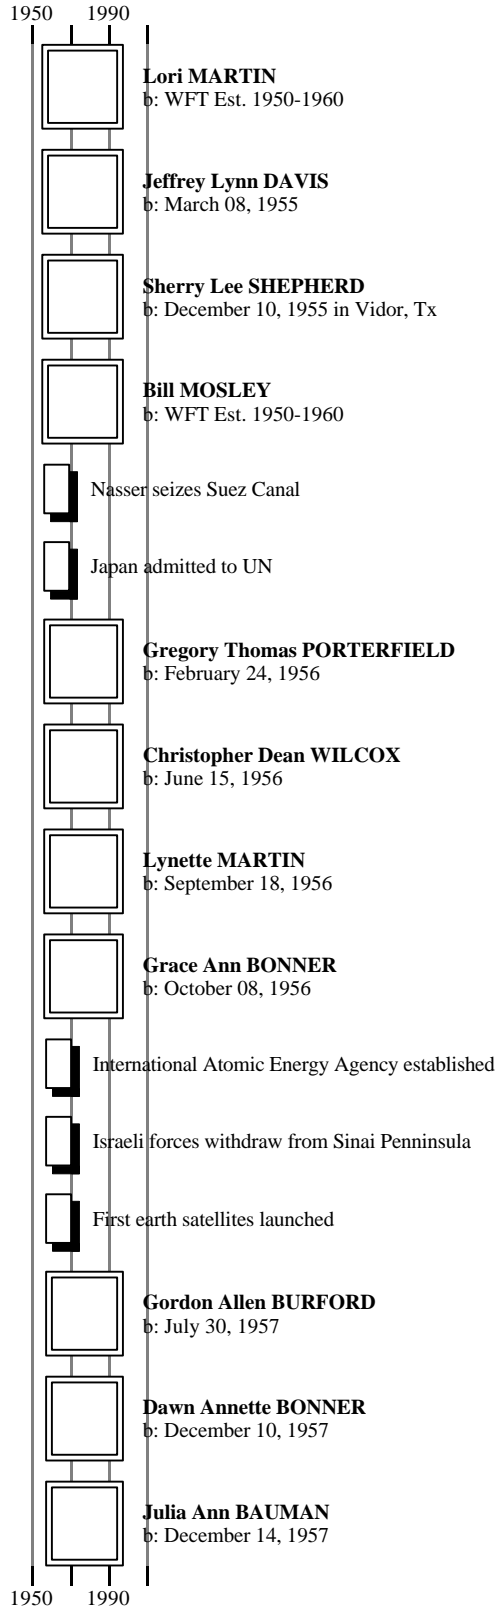 1950 1990
Lori MARTIN
b: WFT Est. 1950-1960
Jeffrey Lynn DAVIS
b: March 08, 1955
Sherry Lee SHEPHERD
b: December 10, 1955 in Vidor, Tx
Bill MOSLEY
b: WFT Est. 1950-1960
Nasser seizes Suez Canal
Japan admitted to UN
Gregory Thomas PORTERFIELD
b: February 24, 1956
Christopher Dean WILCOX
b: June 15, 1956
Lynette MARTIN
b: September 18, 1956
Grace Ann BONNER
b: October 08, 1956
International Atomic Energy Agency established
Israeli forces withdraw from Sinai Penninsula
First earth satellites launched
Gordon Allen BURFORD
b: July 30, 1957
Dawn Annette BONNER
b: December 10, 1957
Julia Ann BAUMAN
b: December 14, 1957
1950 1990